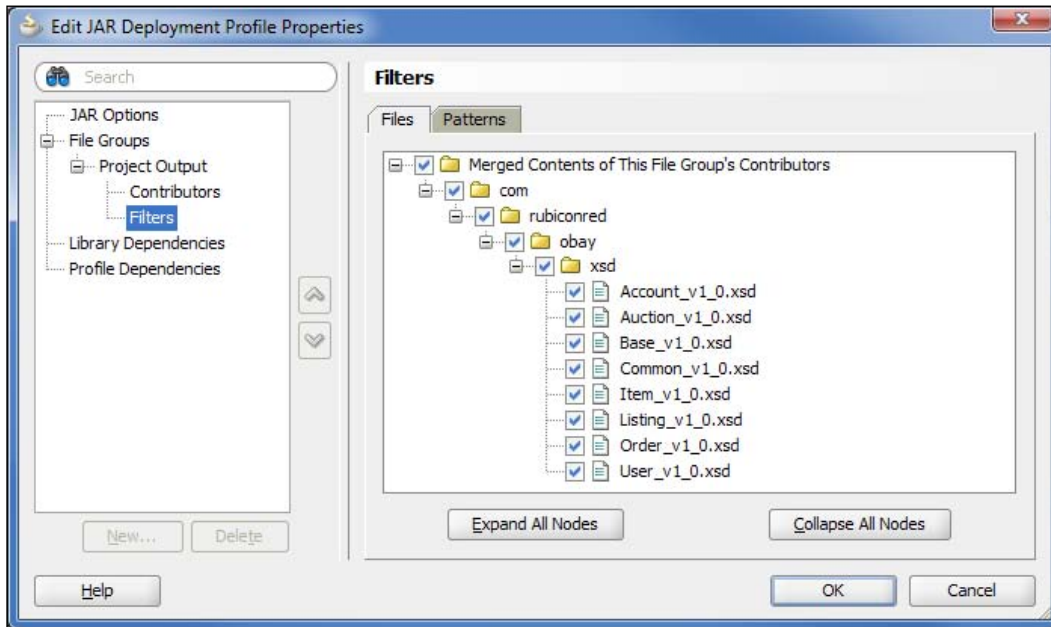 Edit JAR Deployment Profile Properties
Search
JAR Options
File Groups
Project Output
Contributors
Filters
Library Dependencies
Profile Dependencies
New...
Delete
Filters
Files
Patterns
Merged Contents of This File Group's Contributors
com
rubiconred
obay
xsd
Account_v1_0.xsd
Auction_v1_0.xsd
Base_v1_0.xsd
Common_v1_0.xsd
Item_v1_0.xsd
Listing_v1_0.xsd
Order_v1_0.xsd
User_v1_0.xsd
Expand All Nodes
Collapse All Nodes
Help
OK
Cancel